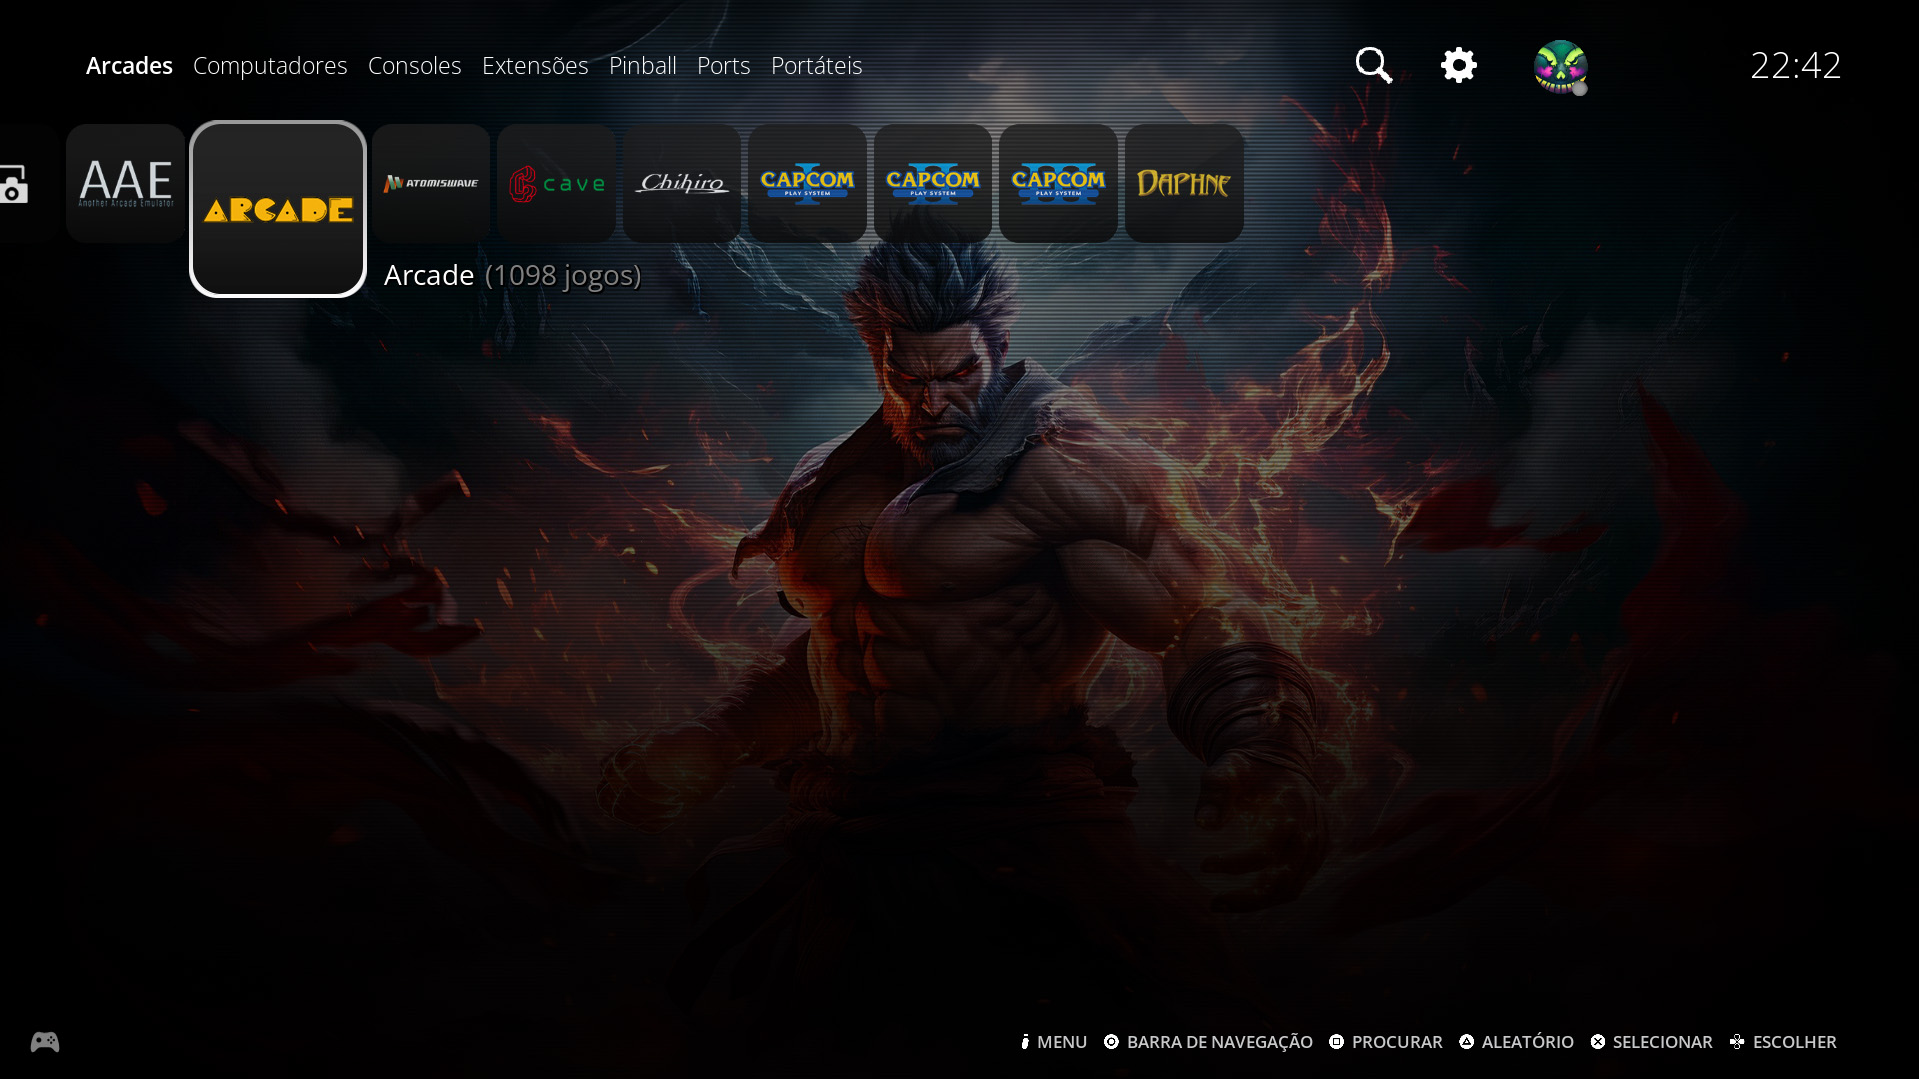 Arcades Computadores Consoles Extensões Pinball Ports Portáteis 22:42
AAE
Another Arcade Emulator
ARCADE
ATOMISWAVE
cave
Chihiro
CAPCOM
PLAY SYSTEM
I
CAPCOM
PLAY SYSTEM
II
CAPCOM
PLAY SYSTEM
III
DAPHNE
Arcade (1098 jogos)
MENU BARRA DE NAVEGAÇÃO PROCURAR ALEATÓRIO SELECIONAR ESCOLHER